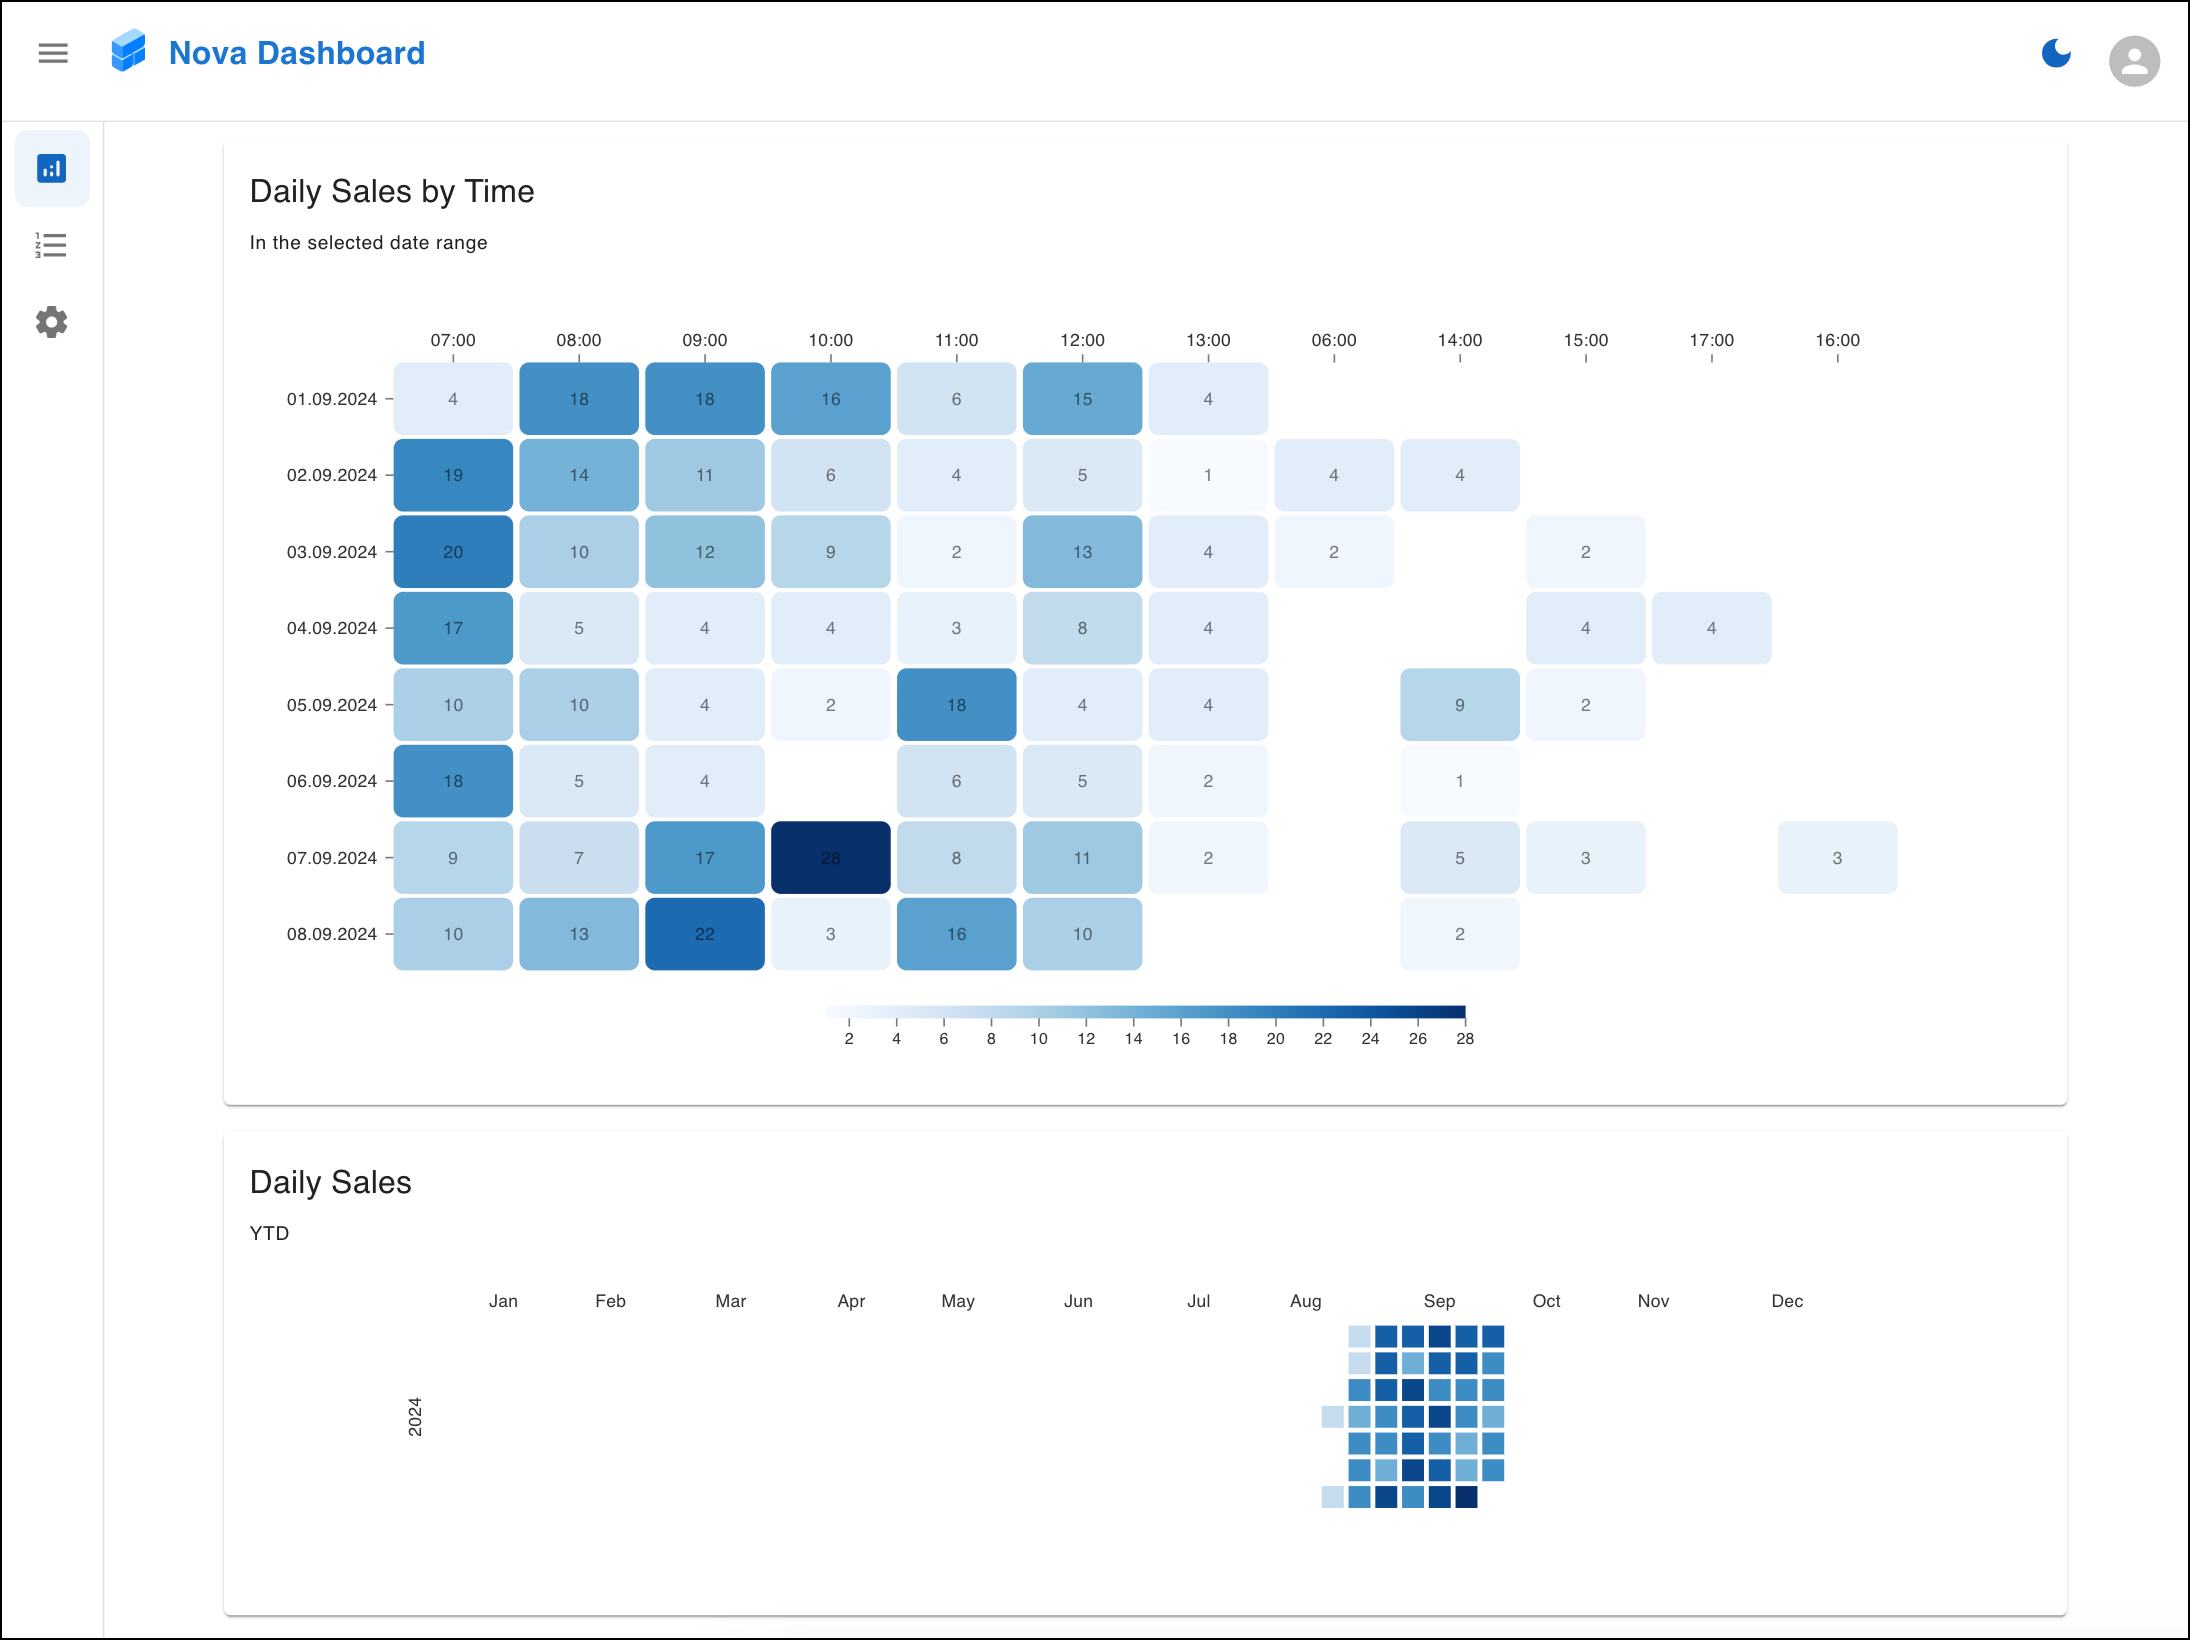 Nova Dashboard
Daily Sales by Time
In the selected date range
07:00 08:00 09:00 10:00 11:00 12:00 13:00 06:00 14:00 15:00 17:00 16:00
01.09.2024 4 18 18 16 6 15 4
02.09.2024 19 14 11 6 4 5 1 4 4
03.09.2024 20 10 12 9 2 13 4 2 2
04.09.2024 17 5 4 4 3 8 4 4 4
05.09.2024 10 10 4 2 18 4 4 9 2
06.09.2024 18 5 4 6 5 2 1
07.09.2024 9 7 17 28 8 11 2 5 3 3
08.09.2024 10 13 22 3 16 10 2
2 4 6 8 10 12 14 16 18 20 22 24 26 28
Daily Sales
YTD
Jan Feb Mar Apr May Jun Jul Aug Sep Oct Nov Dec
2024